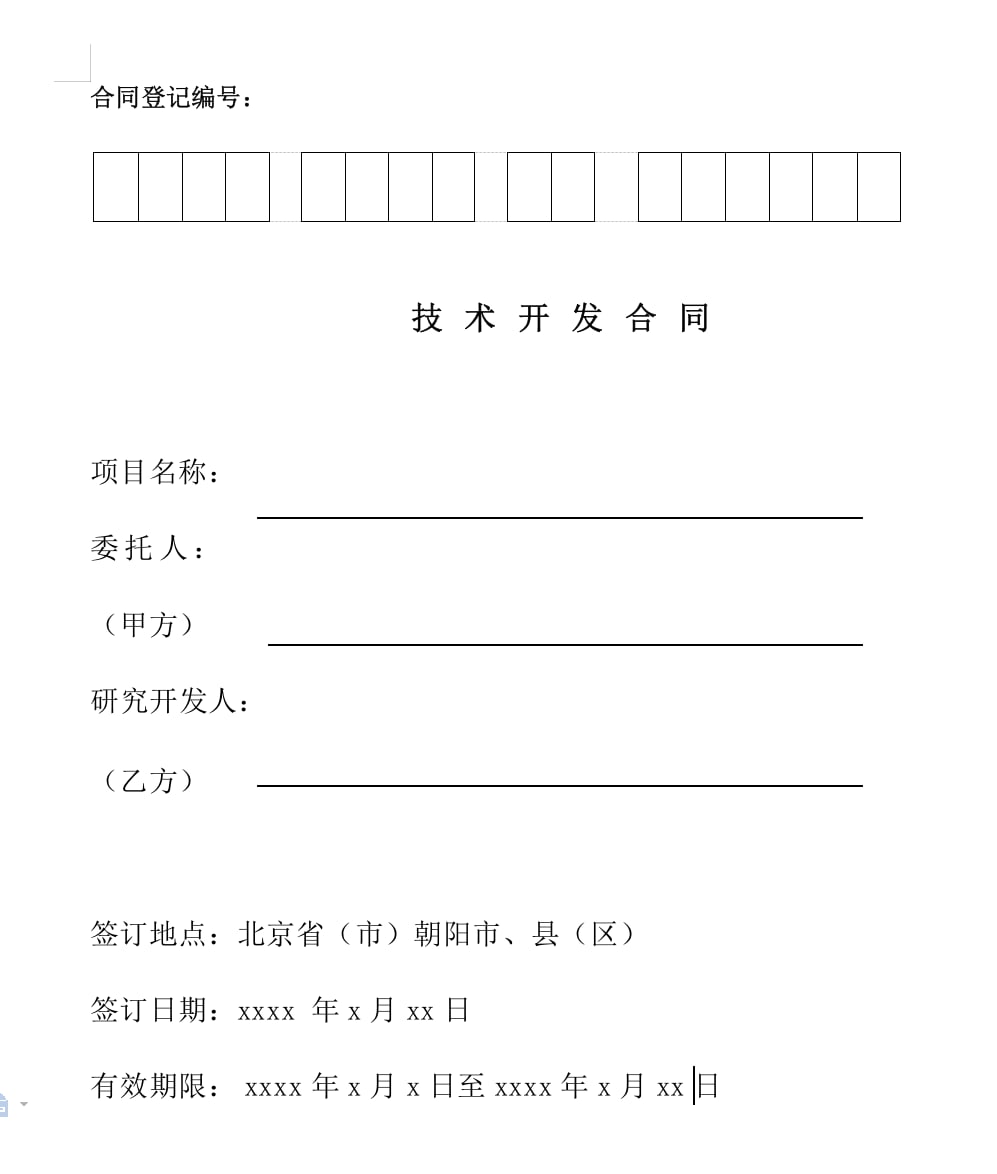 合同登记编号：
技 术 开 发 合 同
项目名称：
委 托 人：
（甲方）
研究开发人：
（乙方）
签订地点：北京省（市）朝阳市、县（区）
签订日期：xxxx 年 x 月 xx 日
有效期限： xxxx 年 x 月 x 日至 xxxx 年 x 月 xx 日